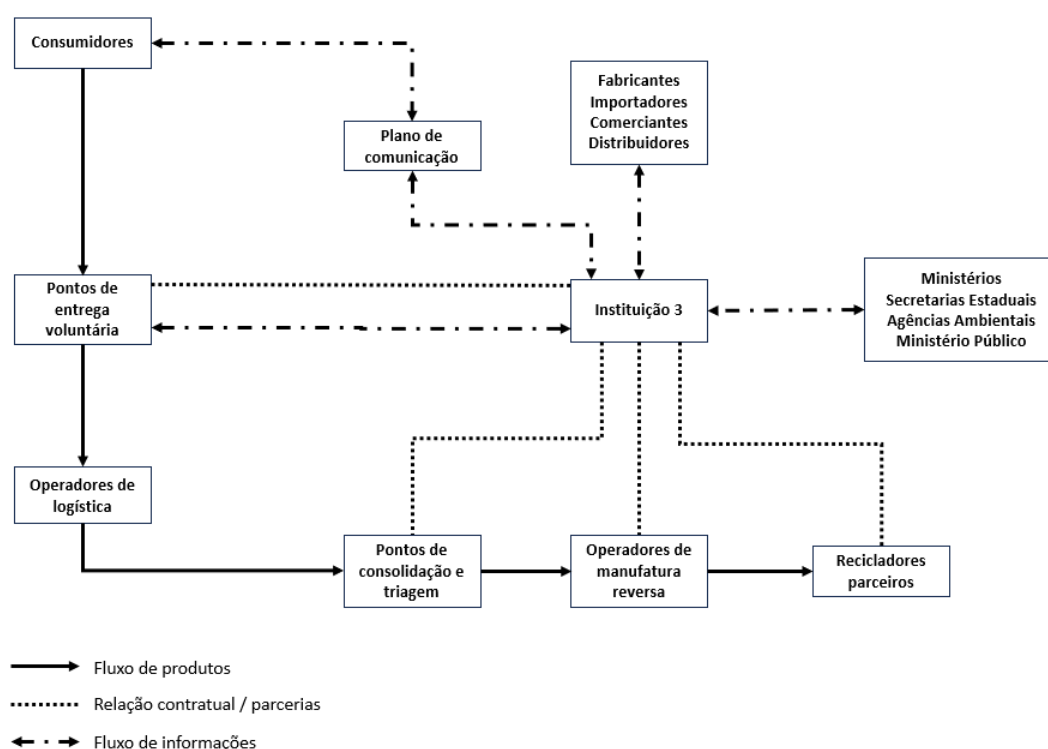 Consumidores
Plano de
comunicação
Fabricantes
Importadores
Comerciantes
Distribuidores
Pontos de
entrega
voluntária
Instituição 3
Ministérios
Secretarias Estaduais
Agências Ambientais
Ministério Público
Operadores de
logística
Pontos de
consolidação e
triagem
Operadores de
manufatura
reversa
Recicladores
parceiros
Fluxo de produtos
Relação contratual / parcerias
Fluxo de informações